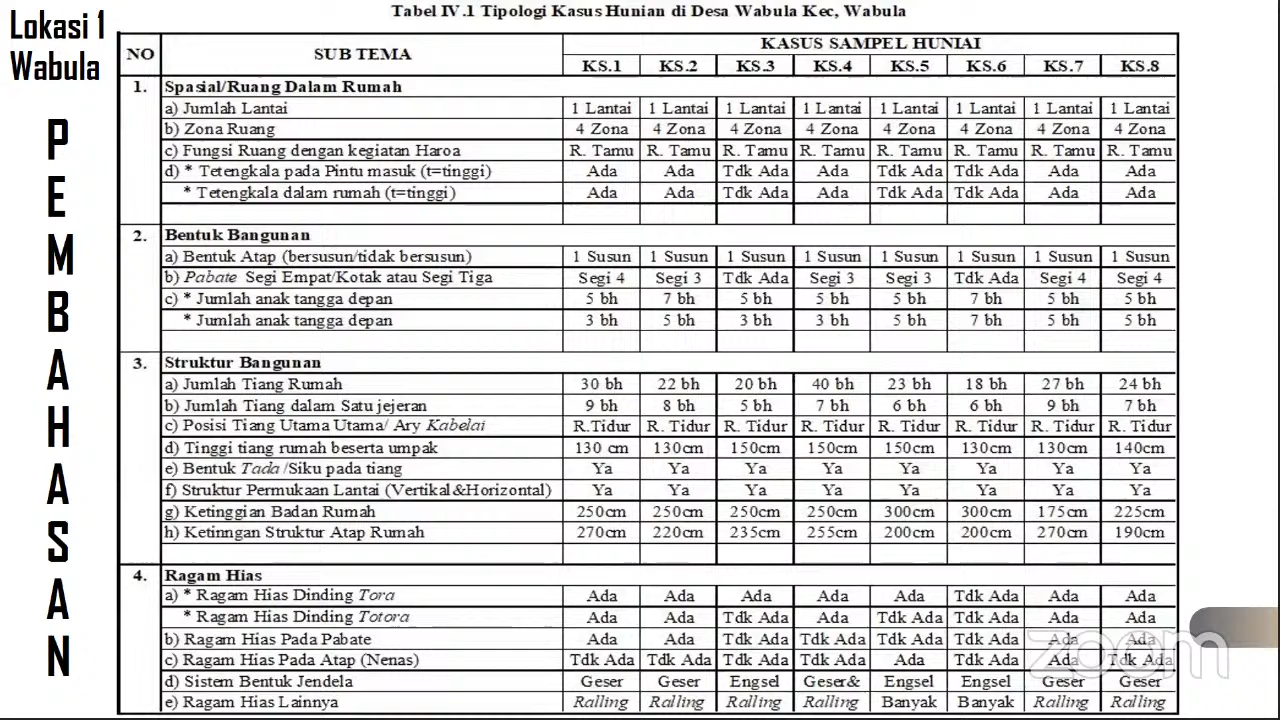 Lokasi 1
Wabula
PEMBAHASAN
Tabel IV.1 Tipologi Kasus Hunian di Desa Wabula Kec, Wabula
NO SUB TEMA KASUS SAMPEL HUNIAI
KS.1 KS.2 KS.3 KS.4 KS.5 KS.6 KS.7 KS.8
1. Spasial/Ruang Dalam Rumah
a) Jumlah Lantai 1 Lantai 1 Lantai 1 Lantai 1 Lantai 1 Lantai 1 Lantai 1 Lantai 1 Lantai
b) Zona Ruang 4 Zona 4 Zona 4 Zona 4 Zona 4 Zona 4 Zona 4 Zona 4 Zona
c) Fungsi Ruang dengan kegiatan Haroa R. Tamu R. Tamu R. Tamu R. Tamu R. Tamu R. Tamu R. Tamu R. Tamu
d) * Tetengkala pada Pintu masuk (t=tinggi) Ada Ada Tdk Ada Ada Tdk Ada Tdk Ada Ada Ada
* Tetengkala dalam rumah (t=tinggi) Ada Ada Tdk Ada Ada Tdk Ada Tdk Ada Ada Ada
2. Bentuk Bangunan
a) Bentuk Atap (bersusun/tidak bersusun) 1 Susun 1 Susun 1 Susun 1 Susun 1 Susun 1 Susun 1 Susun 1 Susun
b) Pabate Segi Empat/Kotak atau Segi Tiga Segi 4 Segi 3 Tdk Ada Segi 3 Segi 3 Tdk Ada Segi 4 Segi 4
c) * Jumlah anak tangga depan 5 bh 7 bh 5 bh 5 bh 5 bh 7 bh 5 bh 5 bh
* Jumlah anak tangga depan 3 bh 5 bh 3 bh 3 bh 5 bh 7 bh 5 bh 5 bh
3. Struktur Bangunan
a) Jumlah Tiang Rumah 30 bh 22 bh 20 bh 40 bh 23 bh 18 bh 27 bh 24 bh
b) Jumlah Tiang dalam Satu jejeran 9 bh 8 bh 5 bh 7 bh 6 bh 6 bh 9 bh 7 bh
c) Posisi Tiang Utama Utama/ Ary Kabelai R.Tidur R. Tidur R. Tidur R. Tidur R. Tidur R. Tidur R. Tidur R. Tidur
d) Tinggi tiang rumah beserta umpak 130 cm 130cm 150cm 150cm 150cm 130cm 130cm 140cm
e) Bentuk Tada /Siku pada tiang Ya Ya Ya Ya Ya Ya Ya Ya
f) Struktur Permukaan Lantai (Vertikal&Horizontal) Ya Ya Ya Ya Ya Ya Ya Ya
g) Ketinggian Badan Rumah 250cm 250cm 250cm 250cm 300cm 300cm 175cm 225cm
h) Ketinngan Struktur Atap Rumah 270cm 220cm 235cm 255cm 200cm 200cm 270cm 190cm
4. Ragam Hias
a) * Ragam Hias Dinding Tora Ada Ada Ada Ada Ada Tdk Ada Ada Ada
* Ragam Hias Dinding Totora Ada Ada Tdk Ada Ada Tdk Ada Tdk Ada Ada Ada
b) Ragam Hias Pada Pabate Ada Ada Tdk Ada Tdk Ada Tdk Ada Tdk Ada Ada Ada
c) Ragam Hias Pada Atap (Nenas) Tdk Ada Tdk Ada Tdk Ada Tdk Ada Ada Tdk Ada Ada Tdk Ada
d) Sistem Bentuk Jendela Geser Geser Engsel Geser& Engsel Engsel Geser Geser
e) Ragam Hias Lainnya Ralling Ralling Ralling Ralling Banyak Banyak Ralling Ralling
zoom